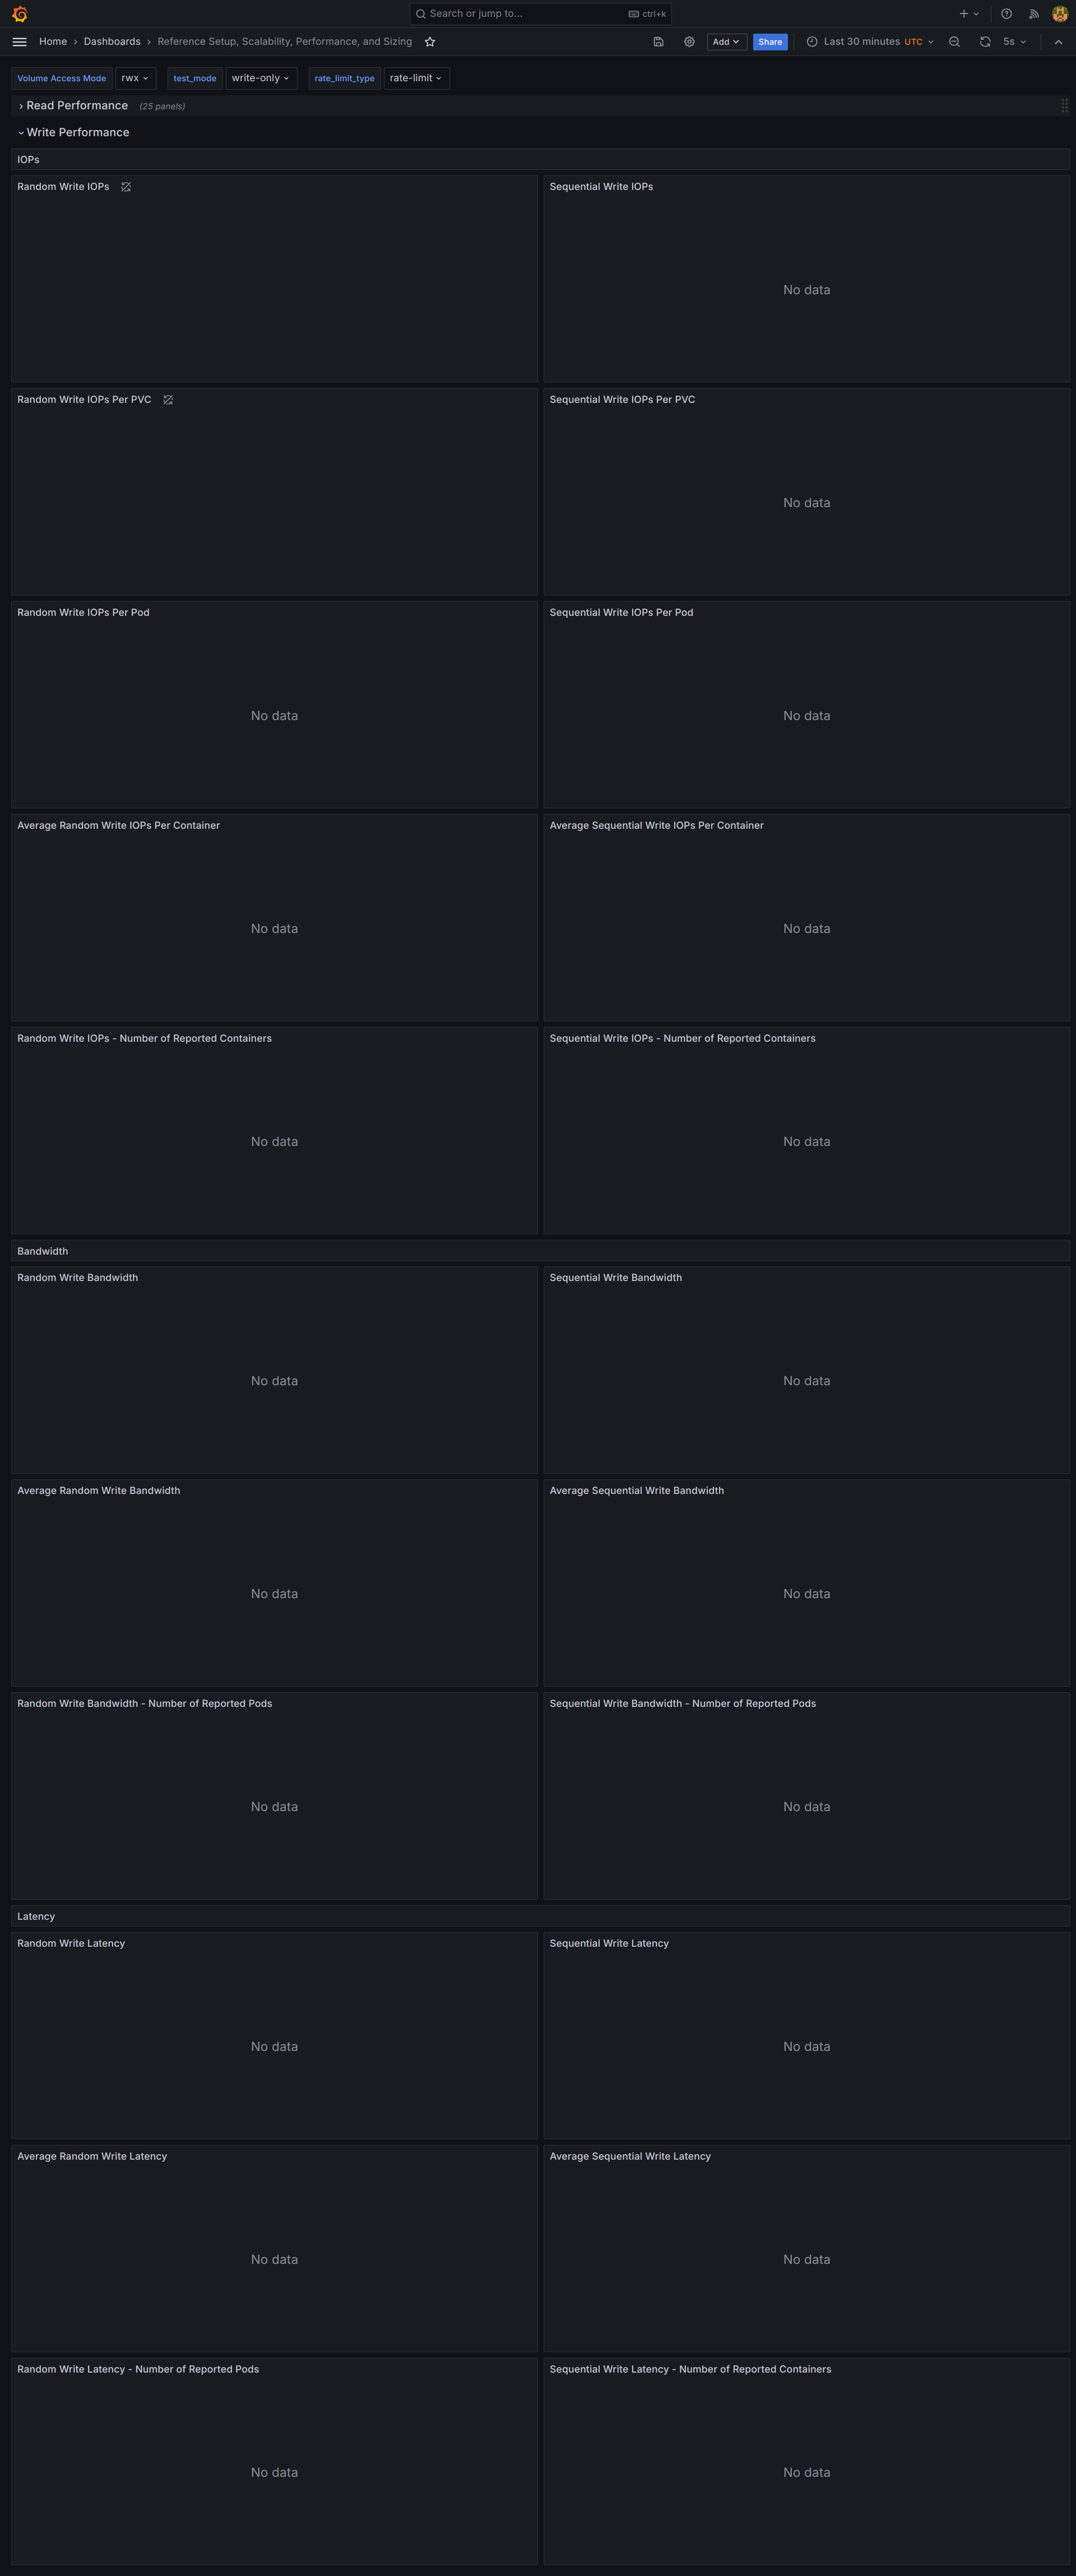 Search or jump to... ctrl+k
Home › Dashboards › Reference Setup, Scalability, Performance, and Sizing Add Share Last 30 minutes UTC 5s
Volume Access Mode rwx test_mode write-only rate_limit_type rate-limit
Read Performance (25 panels)
Write Performance
IOPs
Random Write IOPs Sequential Write IOPs
No data
Random Write IOPs Per PVC Sequential Write IOPs Per PVC
No data
Random Write IOPs Per Pod Sequential Write IOPs Per Pod
No data No data
Average Random Write IOPs Per Container Average Sequential Write IOPs Per Container
No data No data
Random Write IOPs - Number of Reported Containers Sequential Write IOPs - Number of Reported Containers
No data No data
Bandwidth
Random Write Bandwidth Sequential Write Bandwidth
No data No data
Average Random Write Bandwidth Average Sequential Write Bandwidth
No data No data
Random Write Bandwidth - Number of Reported Pods Sequential Write Bandwidth - Number of Reported Pods
No data No data
Latency
Random Write Latency Sequential Write Latency
No data No data
Average Random Write Latency Average Sequential Write Latency
No data No data
Random Write Latency - Number of Reported Pods Sequential Write Latency - Number of Reported Containers
No data No data